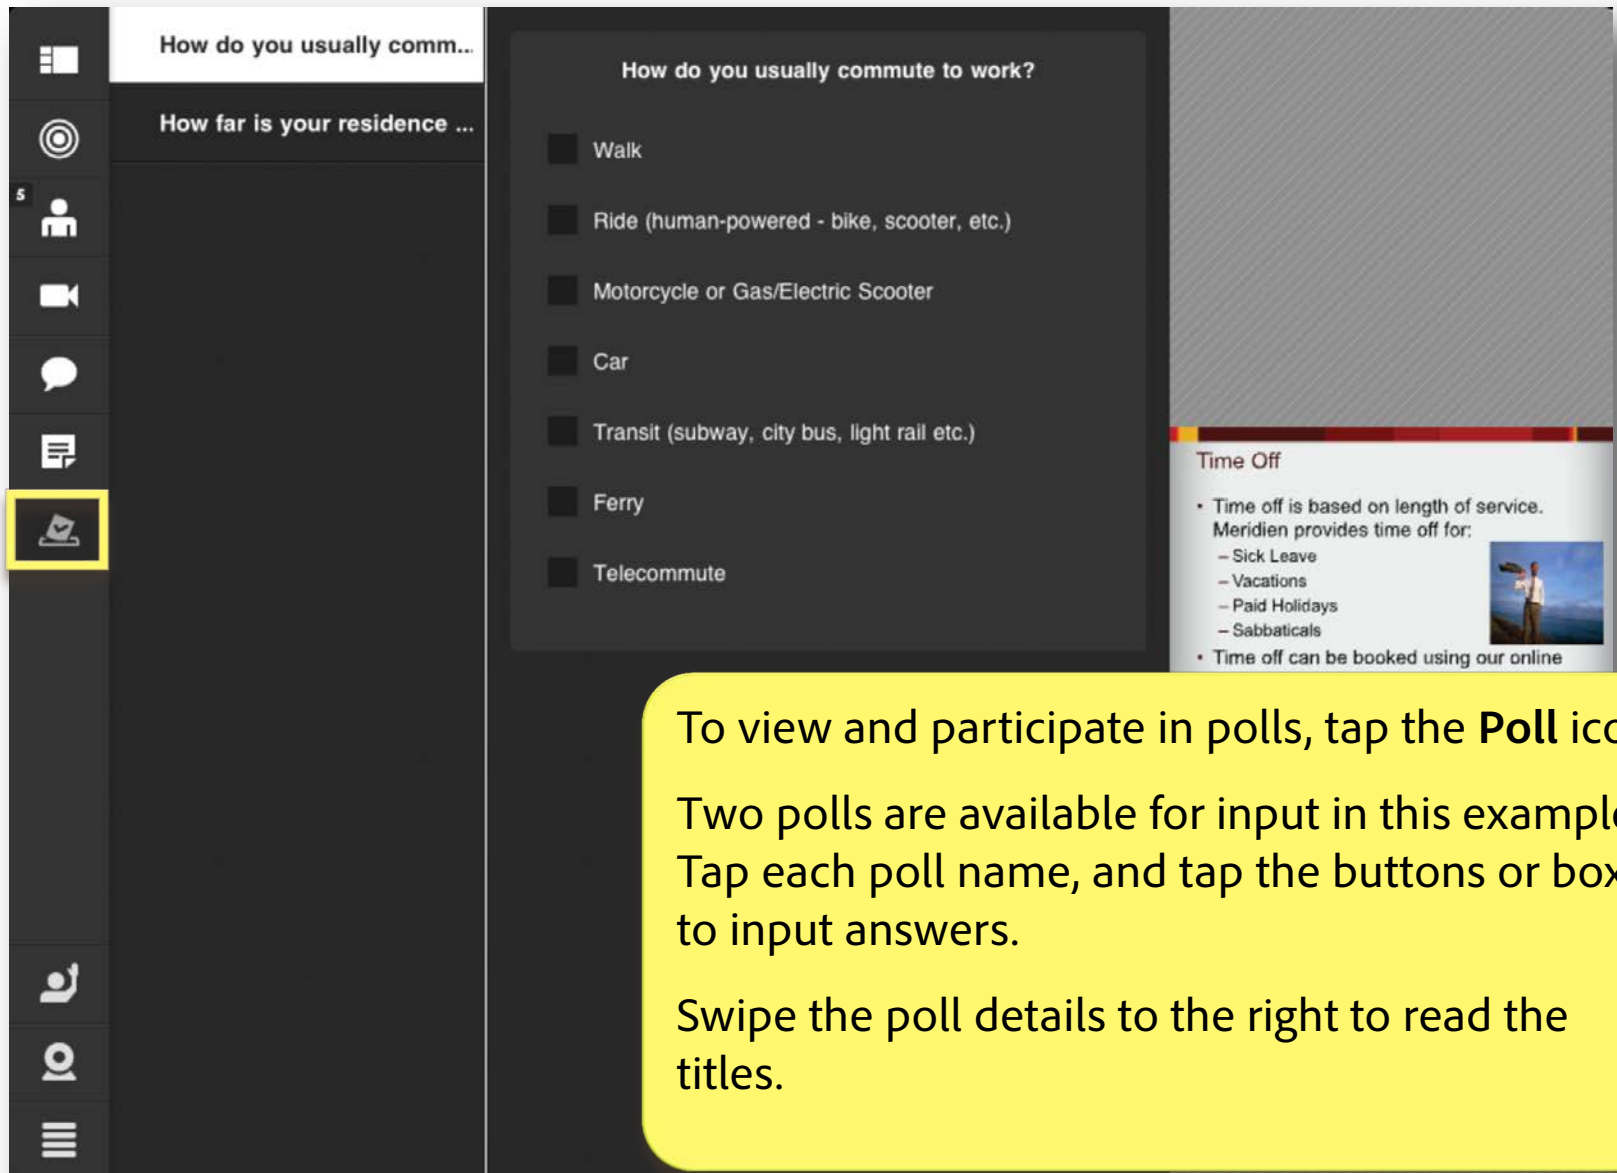 How do you usually comm...
How far is your residence ...
5
How do you usually commute to work?
Walk
Ride (human-powered - bike, scooter, etc.)
Motorcycle or Gas/Electric Scooter
Car
Transit (subway, city bus, light rail etc.)
Ferry
Telecommute
Time Off
• Time off is based on length of service.
Meridien provides time off for:
– Sick Leave
– Vacations
– Paid Holidays
– Sabbaticals
• Time off can be booked using our online
To view and participate in polls, tap the Poll
Two polls are available for input in this
Tap each poll name, and tap the buttons or
to input answers.
Swipe the poll details to the right to read the
titles.